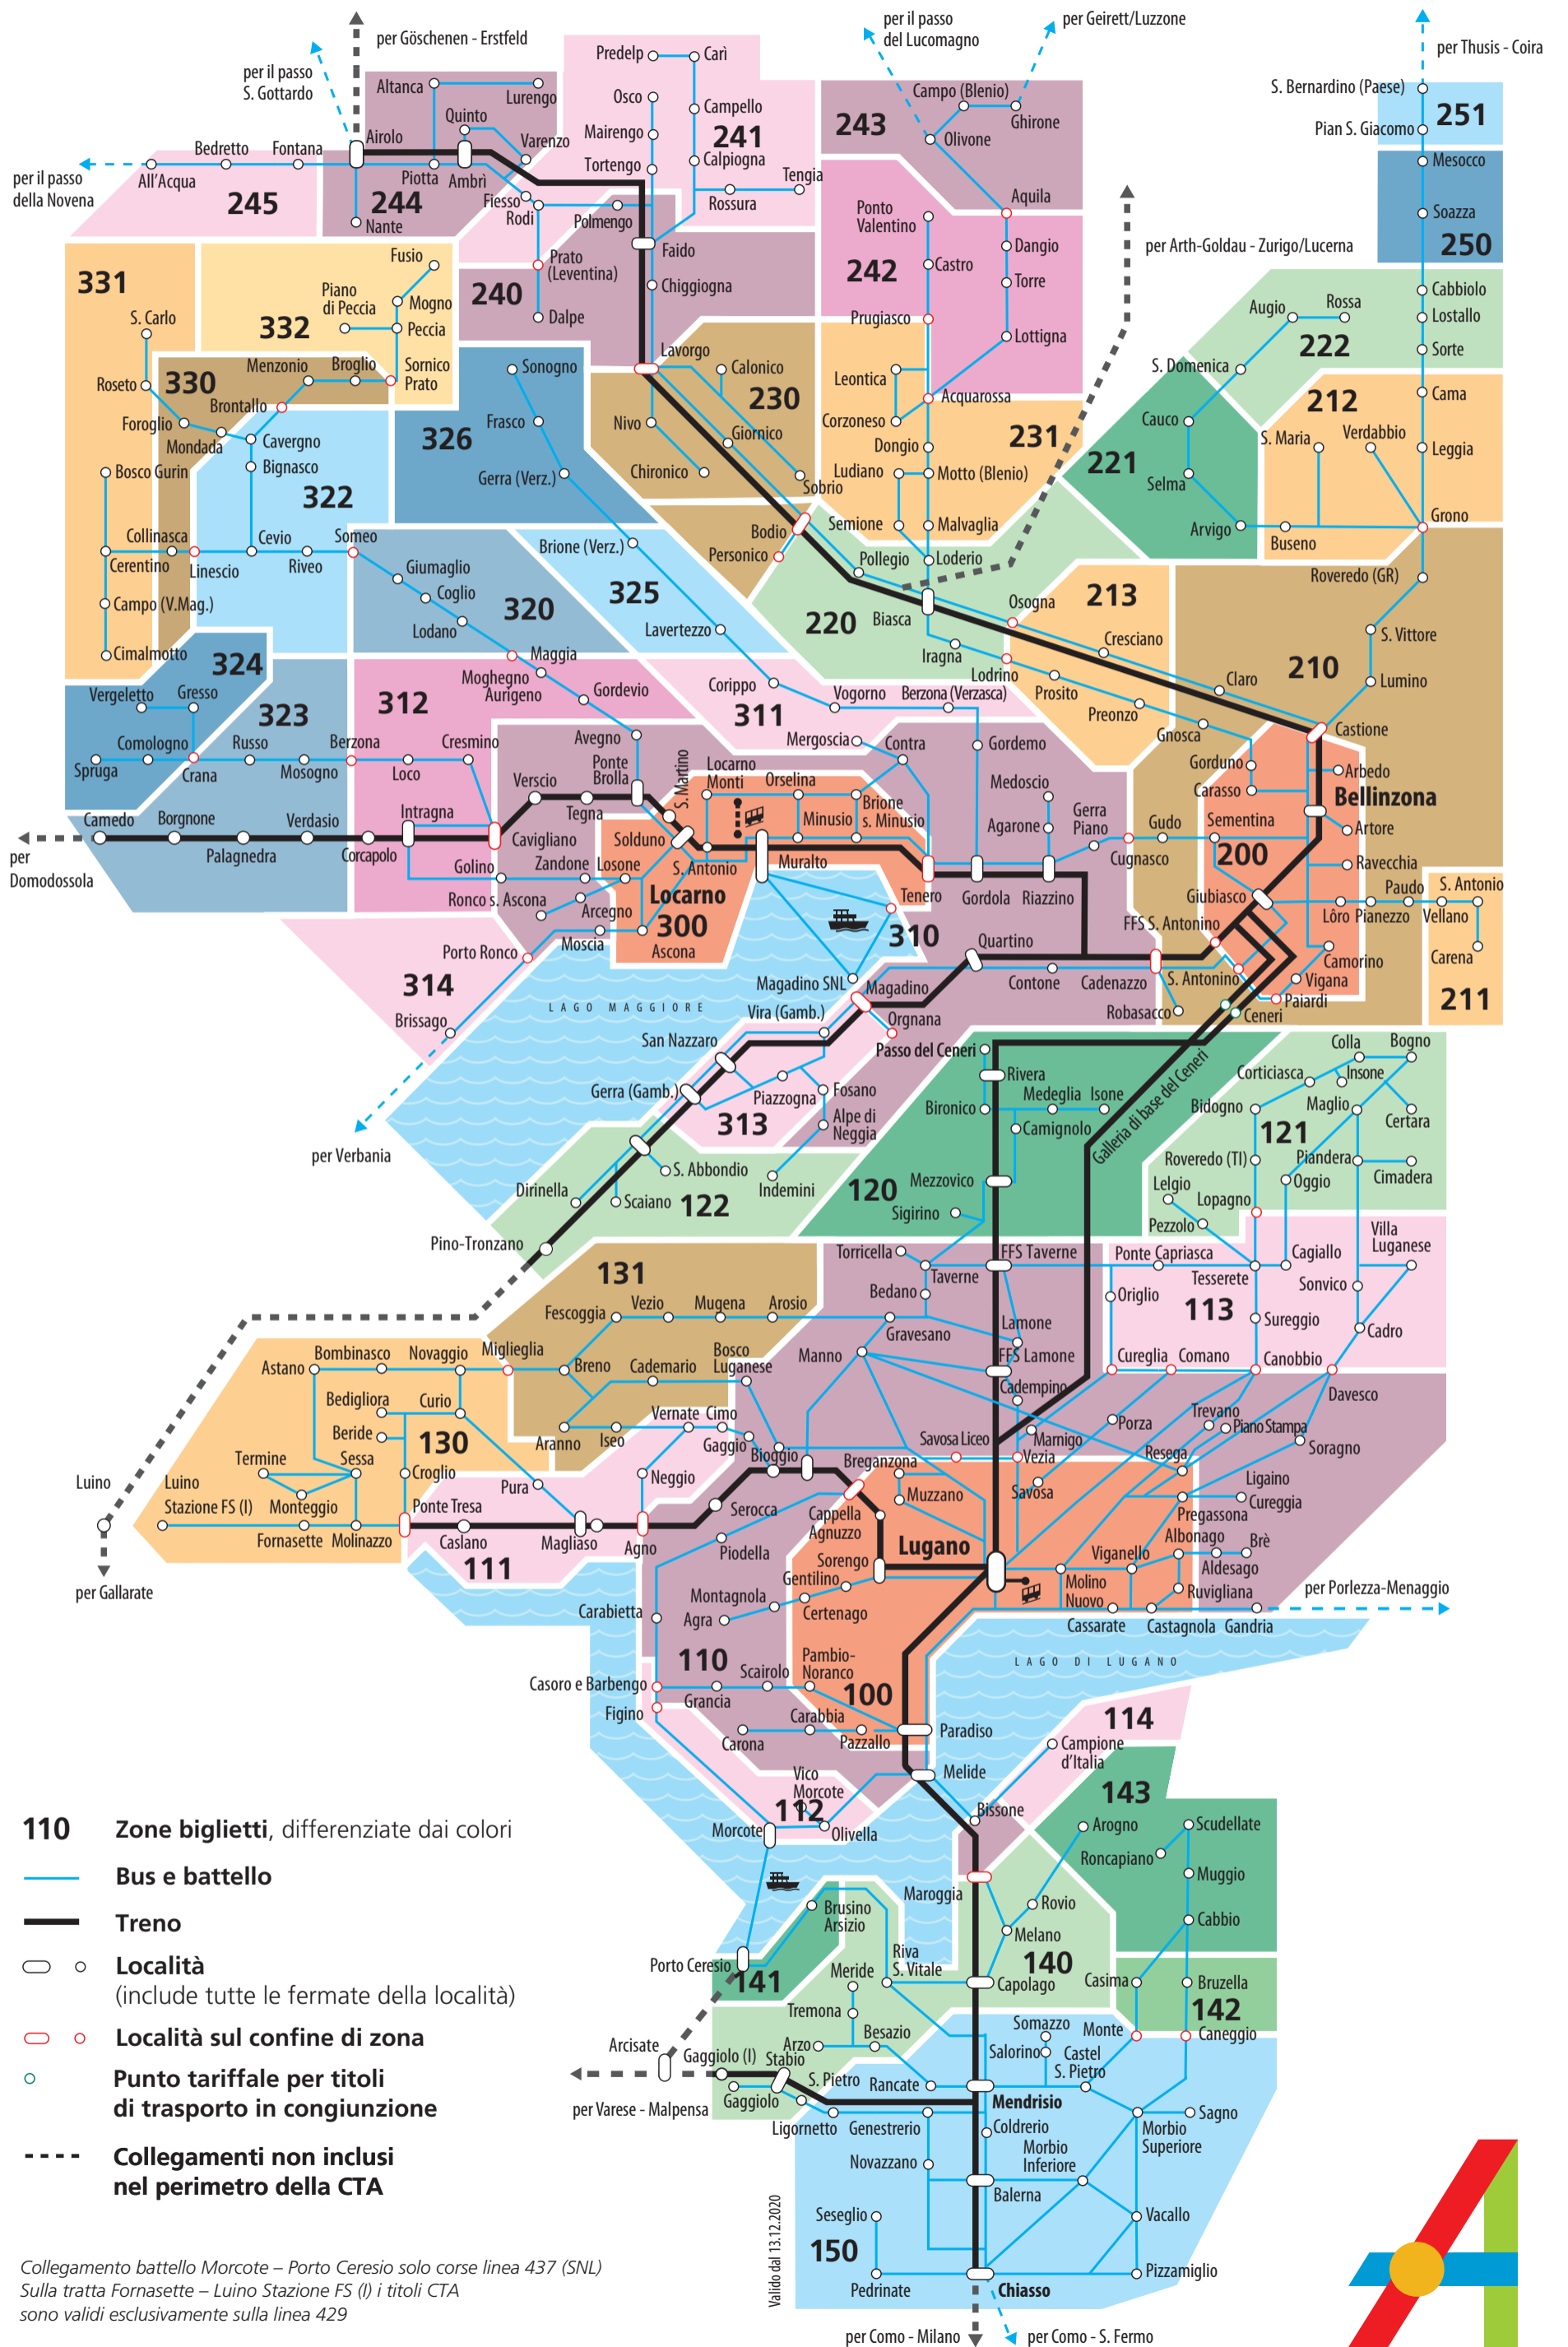 per Göschenen - Erstfeld
per il passo
S. Gottardo
per il passo
del Lucomagno
per Geirett/Luzzone
per Thusis - Coira
per il passo
della Novena
per Arth-Goldau - Zurigo/Lucerna
S. Bernardino (Paese)
251
Pian S. Giacomo
Mesocco
Soazza
250
Predelp
Carì
Osco
Campello
Mairengo
241
Tortengo
Calpiogna
Tengia
Rossura
Altanca
Lurengo
Quinto
Varenzo
Airolo
Piotta
Ambrì
Fiesso
Rodi
Polmengo
Bedretto
Fontana
All'Acqua
245
244
Nante
Faido
Prato
(Leventina)
240
Chiggiogna
Dalpe
243
Campo (Blenio)
Ghirone
Olivone
Aquila
Ponto
Valentino
Dangio
242
Castro
Torre
Prugiasco
Lottigna
Cabbiolo
Augio
Rossa
Lostallo
222
Sorte
S. Domenica
Cama
212
Cauco
S. Maria
Verdabbio
Leggia
221
Selma
Grono
Arvigo
Buseno
Roveredo (GR)
331
S. Carlo
332
Fusio
Piano
di Peccia
Mogno
Peccia
Menzonio
Broglio
Sornico
Prato
Roseto
330
Brontallo
Foroglio
Mondada
Cavergno
Bosco Gurin
Bignasco
322
Collinasca
Cerentino
Linescio
Cevio
Riveo
Someo
Campo (V.Mag.)
Cimalmotto
Sonogno
Frasco
326
Gerra (Verz.)
Lavorgo
Calonico
230
Nivo
Giornico
Chironico
Sobrio
Leontica
Acquarossa
Corzoneso
Dongio
231
Ludiano
Motto (Blenio)
Semione
Malvaglia
Bodio
Personico
Pollegio
Loderio
Brione (Verz.)
325
Giumaglio
Coglio
320
Lodano
Lavertezzo
220
Biasca
Osogna
213
Cresciano
Iragna
Lodrino
Prosito
Preonzo
Claro
Gnosca
S. Vittore
210
Lumino
Castione
324
Vergeletto
Gresso
323
312
Moghegno
Aurigeno
Maggia
Gordevio
Corippo
Vogorno
Berzona (Verzasca)
311
Mergoscia
Contra
Gordemo
Comologno
Spruga
Crana
Russo
Mosogno
Berzona
Loco
Cresmino
Avegno
Ponte
Brolla
S. Martino
Locarno
Monti
Orselina
Verscio
Tegna
Brione
s. Minusio
Minusio
Medoscio
Agarone
Gerra
Piano
Gudo
Cugnasco
Sementina
Gorduno
Carasso
Arbedo
Bellinzona
Artore
200
Ravecchia
Camedo
Borgnone
Palagnedra
Verdasio
Corcapolo
Intragna
Cavigliano
Solduno
S. Antonio
Muralto
Tenero
Gordola
Riazzino
per
Domodossola
Golino
Zandone
Losone
Ronco s. Ascona
Arcegno
Locarno
300
Ascona
Moscia
Giubiasco
FFS S. Antonino
Lôro
Pianezzo
Paudo
S. Antonio
Vellano
Carena
211
310
Porto Ronco
314
Brissago
LAGO MAGGIORE
Magadino SNL
Magadino
Quartino
Contone
Cadenazzo
Robasacco
S. Antonino
Camorino
Vigana
Paiardi
Ceneri
Vira (Gamb.)
Orgnana
San Nazzaro
Gerra (Gamb.)
Piazzogna
Fosano
313
Alpe di
Neggia
per Verbania
S. Abbondio
Dirinella
Scaiano
122
Indemini
Pino-Tronzano
Passo del Ceneri
Rivera
Medeglia
Isone
Bironico
Camignolo
Galleria di base del Ceneri
Mezzovico
120
Sigirino
Colla
Bogno
Corticiasca
Insone
Bidogno
Maglio
Certara
121
Roveredo (TI)
Piandera
Lelgio
Lopagno
Oggio
Cimadera
Pezzolo
Villa
Luganese
131
Torricella
FFS Taverne
Taverne
Ponte Capriasca
Tesserete
Cagiallo
Sonvico
Bedano
Origlio
113
Sureggio
Cadro
Fescoggia
Vezio
Mugena
Arosio
Gravesano
Lamone
Manno
FFS Lamone
Cureglia
Comano
Canobbio
Davesco
Astano
Bombinasco
Novaggio
Miglieglia
Breno
Cademario
Bosco
Luganese
Cadempino
Porza
Trevano
Piano Stampa
Bedigliora
Curio
Beride
130
Aranno
Iseo
Vernate
Cimo
Gaggio
Bioggio
Savosa Liceo
Marnigo
Vezia
Resega
Soragno
Termine
Sessa
Croglio
Pura
Neggio
Breganzona
Muzzano
Savosa
Ligaino
Cureggia
Luino
Luino
Stazione FS (I)
Monteggio
Ponte Tresa
Serocca
Cappella
Agnuzzo
Pregassona
Fornasette
Molinazzo
Caslano
Magliaso
Agno
Piodella
Lugano
Albonago
Viganello
Brè
Aldesago
111
Sorengo
Gentilino
Molino
Nuovo
Ruvigliana
per Gallarate
Montagnola
Agra
Certenago
Carabietta
Cassarate
Castagnola
Gandria
per Porlezza-Menaggio
LAGO DI LUGANO
110
Pambio-
Noranco
Scairolo
Casoro e Barbengo
Grancia
100
Figino
Carabbia
Carona
Pazzallo
Paradiso
114
Campione
d'Italia
Vico
Morcote
Melide
112
Bissone
Morcote
Olivella
143
Arogno
Scudellate
Roncapiano
Muggio
Maroggia
Rovio
Cabbio
Melano
Brusino
Arsizio
Riva
S. Vitale
140
Porto Ceresio
141
Meride
Capolago
Casima
Bruzella
142
Tremona
Somazzo
Monte
Caneggio
Arcisate
Arzo
Besazio
Salorino
Castel
S. Pietro
Gaggiolo (I)
Stabio
S. Pietro
Rancate
Mendrisio
per Varese - Malpensa
Gaggiolo
Ligornetto
Genestrerio
Coldrerio
Morbio
Superiore
Sagno
Novazzano
Morbio
Inferiore
Balerna
Seseglio
Vacallo
150
Pedrinate
Chiasso
Pizzamiglio
per Como - Milano
per Como - S. Fermo
Valido dal 13.12.2020
110 Zone biglietti, differenziate dai colori
Bus e battello
Treno
Località
(include tutte le fermate della località)
Località sul confine di zona
Punto tariffale per titoli
di trasporto in congiunzione
Collegamenti non inclusi
nel perimetro della CTA
Collegamento battello Morcote – Porto Ceresio solo corse linea 437 (SNL)
Sulla tratta Fornasette – Luino Stazione FS (I) i titoli CTA
sono validi esclusivamente sulla linea 429